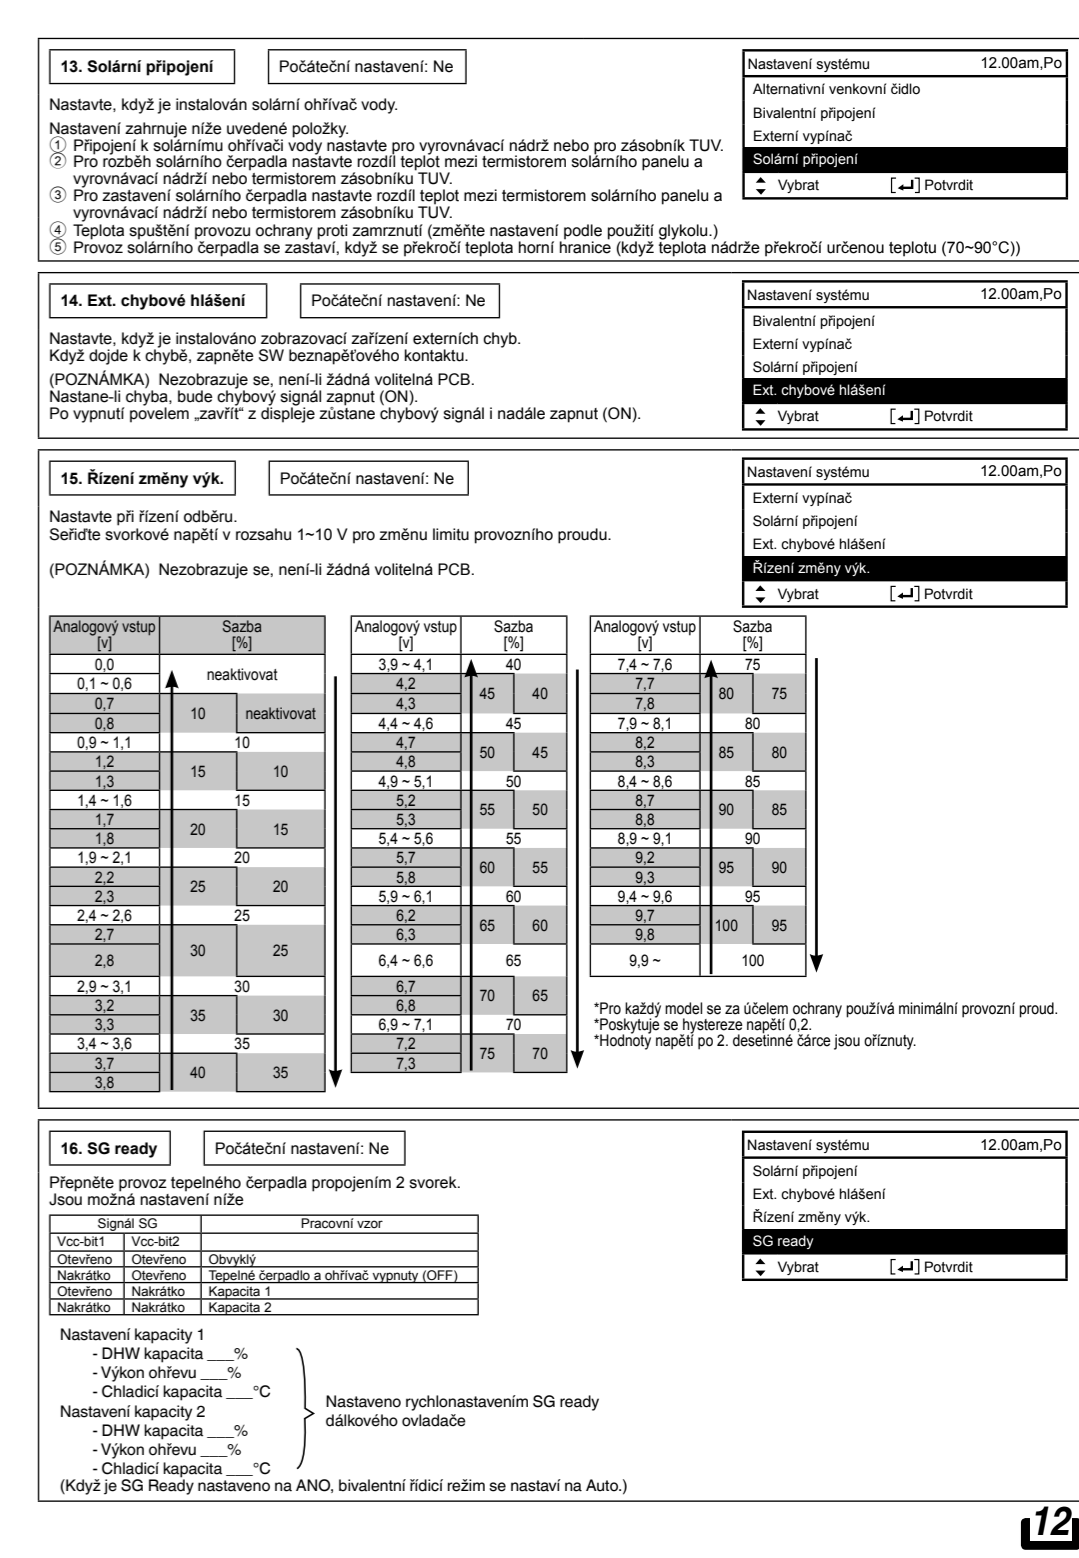 13. Solární připojení
Počáteční nastavení: Ne
Nastavte, když je instalován solární ohřívač vody.
Nastavení zahrnuje níže uvedené položky.
① Připojení k solárnímu ohřívači vody nastavte pro vyrovnávací nádrž nebo pro zásobník TUV.
② Pro rozběh solárního čerpadla nastavte rozdíl teplot mezi termistorem solárního panelu a
vyrovnávací nádrží nebo termistorem zásobníku TUV.
③ Pro zastavení solárního čerpadla nastavte rozdíl teplot mezi termistorem solárního panelu a
vyrovnávací nádrží nebo termistorem zásobníku TUV.
④ Teplota spuštění provozu ochrany proti zamrznutí (změňte nastavení podle použití glykolu.)
⑤ Provoz solárního čerpadla se zastaví, když se překročí teplota horní hranice (když teplota nádrže překročí určenou teplotu (70~90°C))
Nastavení systému 12.00am,Po
Alternativní venkovní čidlo
Bivalentní připojení
Externí vypínač
Solární připojení
Vybrat [↵] Potvrdit
14. Ext. chybové hlášení
Počáteční nastavení: Ne
Nastavte, když je instalováno zobrazovací zařízení externích chyb.
Když dojde k chybě, zapněte SW beznapěťového kontaktu.
(POZNÁMKA) Nezobrazuje se, není-li žádná volitelná PCB.
Nastane-li chyba, bude chybový signál zapnut (ON).
Po vypnutí povelem „zavřít“ z displeje zůstane chybový signál i nadále zapnut (ON).
Nastavení systému 12.00am,Po
Bivalentní připojení
Externí vypínač
Solární připojení
Ext. chybové hlášení
Vybrat [↵] Potvrdit
15. Řízení změny výk.
Počáteční nastavení: Ne
Nastavte při řízení odběru.
Seřiďte svorkové napětí v rozsahu 1~10 V pro změnu limitu provozního proudu.
(POZNÁMKA) Nezobrazuje se, není-li žádná volitelná PCB.
Nastavení systému 12.00am,Po
Externí vypínač
Solární připojení
Ext. chybové hlášení
Řízení změny výk.
Vybrat [↵] Potvrdit
Analogový vstup Sazba
[v] [%]
0,0
neaktivovat
0,1 ~ 0,6
0,7
10 neaktivovat
0,8
0,9 ~ 1,1 10
1,2
15 10
1,3
1,4 ~ 1,6 15
1,7
20 15
1,8
1,9 ~ 2,1 20
2,2
25 20
2,3
2,4 ~ 2,6 25
2,7
30 25
2,8
2,9 ~ 3,1 30
3,2
35 30
3,3
3,4 ~ 3,6 35
3,7
40 35
3,8
Analogový vstup Sazba
[v] [%]
3,9 ~ 4,1 40
4,2
45 40
4,3
4,4 ~ 4,6 45
4,7
50 45
4,8
4,9 ~ 5,1 50
5,2
55 50
5,3
5,4 ~ 5,6 55
5,7
60 55
5,8
5,9 ~ 6,1 60
6,2
65 60
6,3
6,4 ~ 6,6 65
6,7
70 65
6,8
6,9 ~ 7,1 70
7,2
75 70
7,3
Analogový vstup Sazba
[v] [%]
7,4 ~ 7,6 75
7,7
80 75
7,8
7,9 ~ 8,1 80
8,2
85 80
8,3
8,4 ~ 8,6 85
8,7
90 85
8,8
8,9 ~ 9,1 90
9,2
95 90
9,3
9,4 ~ 9,6 95
9,7
100 95
9,8
9,9 ~ 100
*Pro každý model se za účelem ochrany používá minimální provozní proud.
*Poskytuje se hystereze napětí 0,2.
*Hodnoty napětí po 2. desetinné čárce jsou oříznuty.
16. SG ready
Počáteční nastavení: Ne
Přepněte provoz tepelného čerpadla propojením 2 svorek.
Jsou možná nastavení níže
Signál SG Pracovní vzor
Vcc-bit1 Vcc-bit2
Otevřeno Otevřeno Obvyklý
Nakrátko Otevřeno Tepelné čerpadlo a ohřívač vypnuty (OFF)
Otevřeno Nakrátko Kapacita 1
Nakrátko Nakrátko Kapacita 2
Nastavení systému 12.00am,Po
Solární připojení
Ext. chybové hlášení
Řízení změny výk.
SG ready
Vybrat [↵] Potvrdit
Nastavení kapacity 1
- DHW kapacita ___%
- Výkon ohřevu ___%
- Chladicí kapacita ___°C
Nastavení kapacity 2
- DHW kapacita ___%
- Výkon ohřevu ___%
- Chladicí kapacita ___°C
Nastaveno rychlonastavením SG ready
dálkového ovladače
(Když je SG Ready nastaveno na ANO, bivalentní řídicí režim se nastaví na Auto.)
12